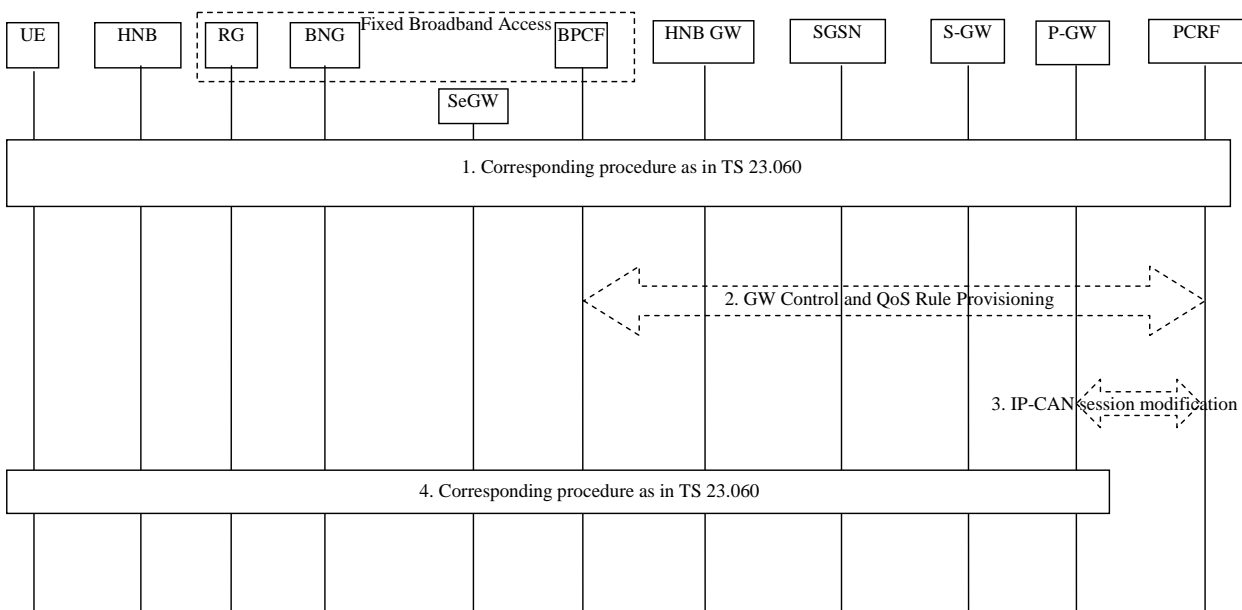 Fixed Broadband Access
UE
HNB
RG
BNG
BPCF
HNB GW
SGSN
S-GW
P-GW
PCRF
SeGW
1. Corresponding procedure as in TS 23.060
2. GW Control and QoS Rule Provisioning
3. IP-CAN session modification
4. Corresponding procedure as in TS 23.060